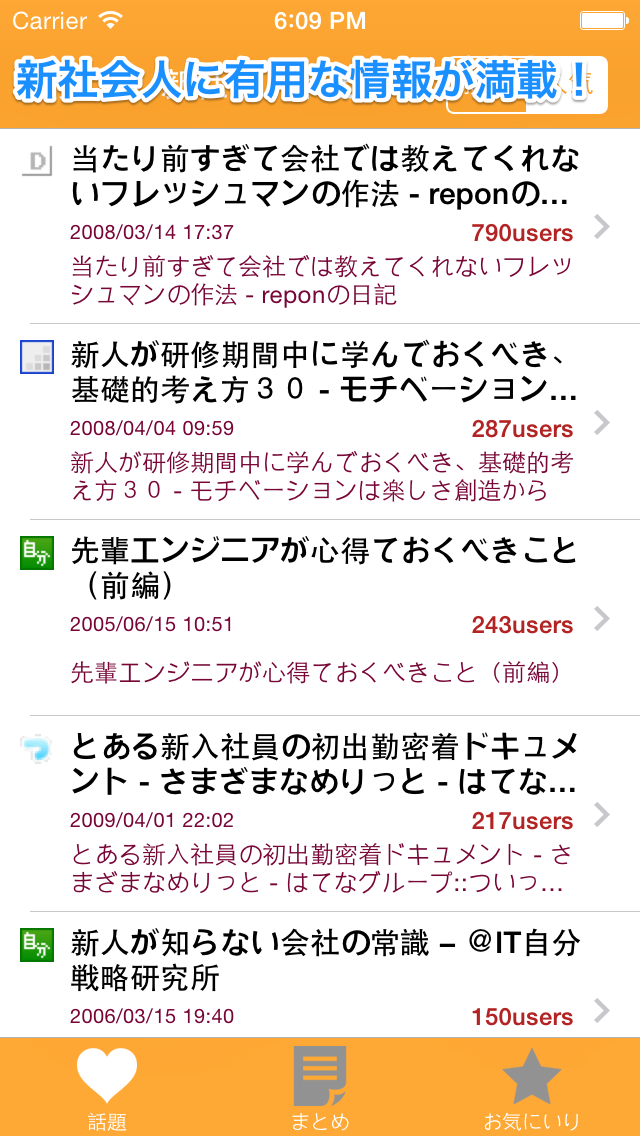 Carrier 6:09 PM
新社会人に有用な情報が満載！
当たり前すぎて会社では教えてくれな
いフレッシュマンの作法 - reponの…
2008/03/14 17:37 790users
当たり前すぎて会社では教えてくれないフレッ
シュマンの作法 - reponの日記
新人が研修期間中に学んでおくべき、
基礎的考え方３０ - モチベーション…
2008/04/04 09:59 287users
新人が研修期間中に学んでおくべき、基礎的考
え方３０ - モチベーションは楽しさ創造から
自分
先輩エンジニアが心得ておくべきこと
（前編）
2005/06/15 10:51 243users
先輩エンジニアが心得ておくべきこと（前編）
とある新入社員の初出勤密着ドキュメ
ント - さまざまなめりっと - はてな…
2009/04/01 22:02 217users
とある新入社員の初出勤密着ドキュメント - さ
まざまなめりっと - はてなグループ::ついっ…
自分
新人が知らない会社の常識 − ＠IT自分
戦略研究所
2006/03/15 19:40 150users
話題 まとめ お気にいり